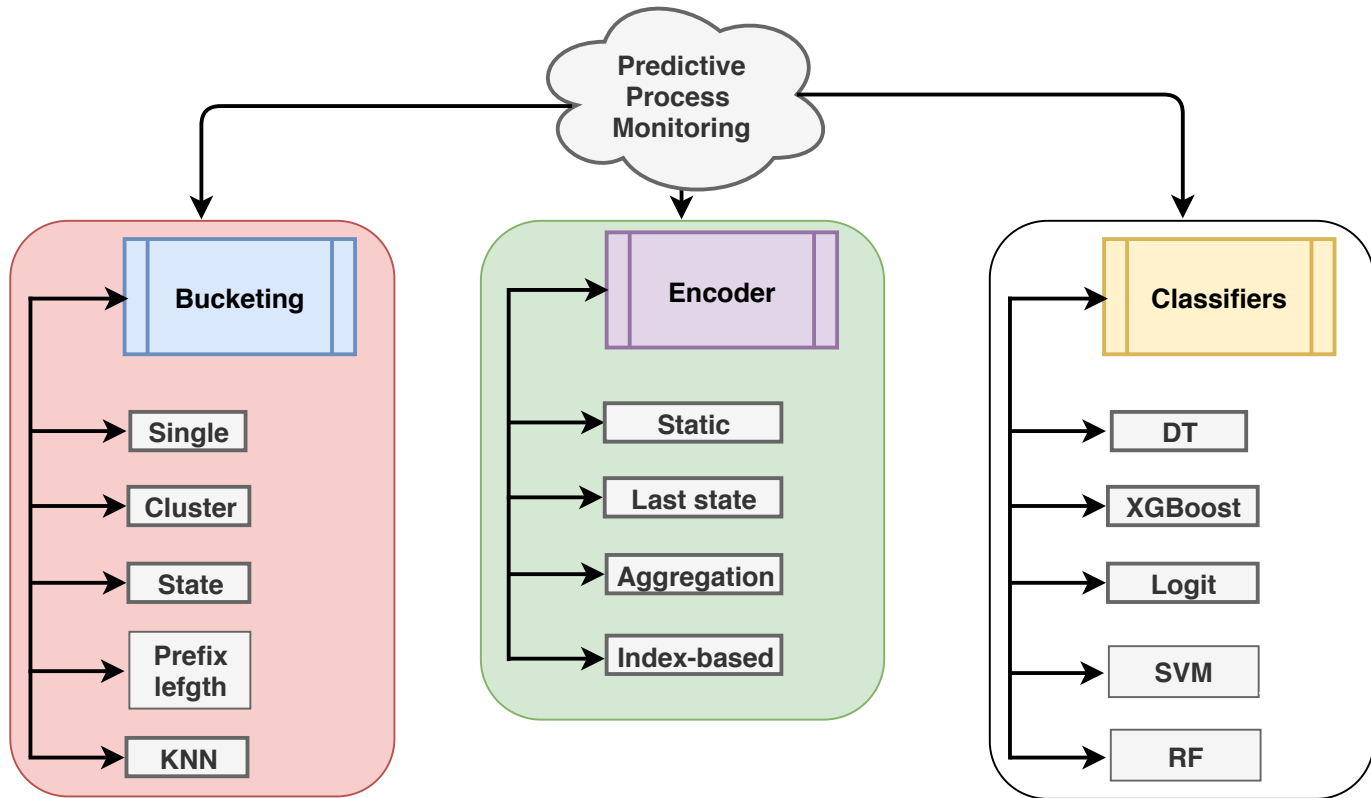 Predictive
Process
Monitoring
Bucketing
Single
Cluster
State
Prefix
lefgth
KNN
Encoder
Static
Last state
Aggregation
Index-based
Classifiers
DT
XGBoost
Logit
SVM
RF